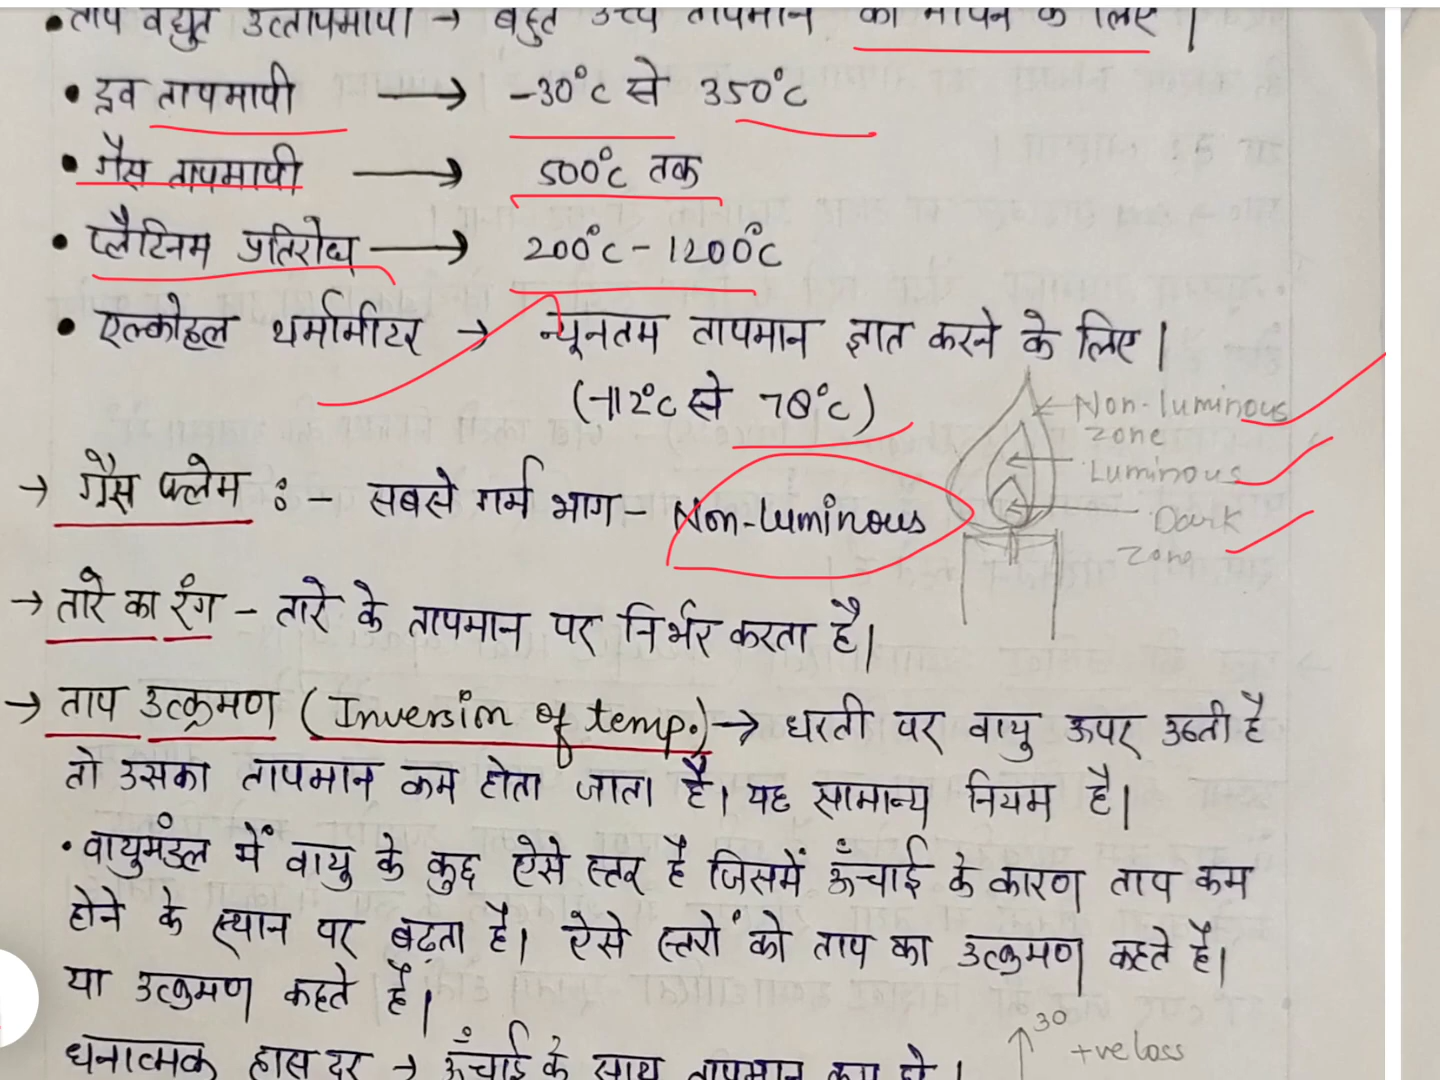 • ताप वद्युत उत्तापमापी → बहुत उच्च तापमान को मापने के लिए |
• द्रव तापमापी → -30°C से 350°C
• गैस तापमापी → 500°C तक
• प्लैटिनम प्रतिरोध → 200°C - 1200°C
• एल्कोहल थर्मामीटर → न्यूनतम तापमान ज्ञात करने के लिए |
(-112°C से 78°C)
Non-luminous
zone
Luminous
Dark
zone
→ गैस फ्लेम :- सबसे गर्म भाग - Non-Luminous
→ तारे का रंग - तारे के तापमान पर निर्भर करता है।
→ ताप उत्क्रमण (Inversion of temp.) → धरती पर वायु ऊपर उठती है
तो उसका तापमान कम होता जाता है। यह सामान्य नियम है।
• वायुमंडल में वायु के कुछ ऐसे स्तर है जिसमें ऊँचाई के कारण ताप कम
होने के स्थान पर बढ़ता है। ऐसे स्तरों को ताप का उत्क्रमण कहते है।
या उत्क्रमण कहते है।
धनात्मक ह्रास दर → ऊँचाई के साथ तापमान कम हो।
↑30
+ve loss